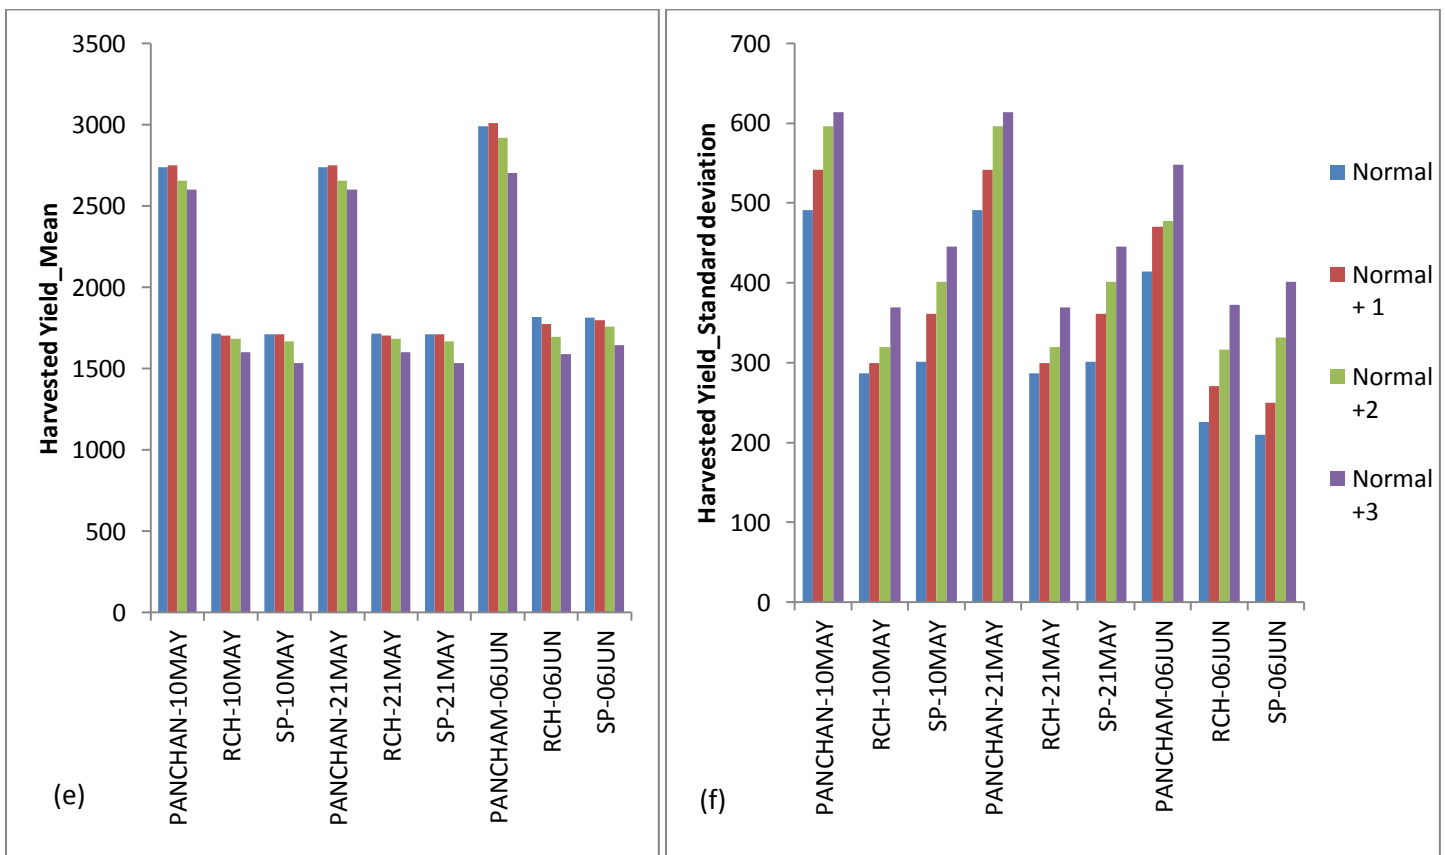 3500
3000
2500
2000
1500
1000
500
0
Harvested Yield_Mean
PANCHAN-10MAY
RCH-10MAY
SP-10MAY
PANCHAN-21MAY
RCH-21MAY
SP-21MAY
PANCHAM-06JUN
RCH-06JUN
SP-06JUN
(e)
700
600
500
400
300
200
100
0
Harvested Yield_Standard deviation
PANCHAN-10MAY
RCH-10MAY
SP-10MAY
PANCHAN-21MAY
RCH-21MAY
SP-21MAY
PANCHAM-06JUN
RCH-06JUN
SP-06JUN
(f)
Normal
Normal
+ 1
Normal
+2
Normal
+3